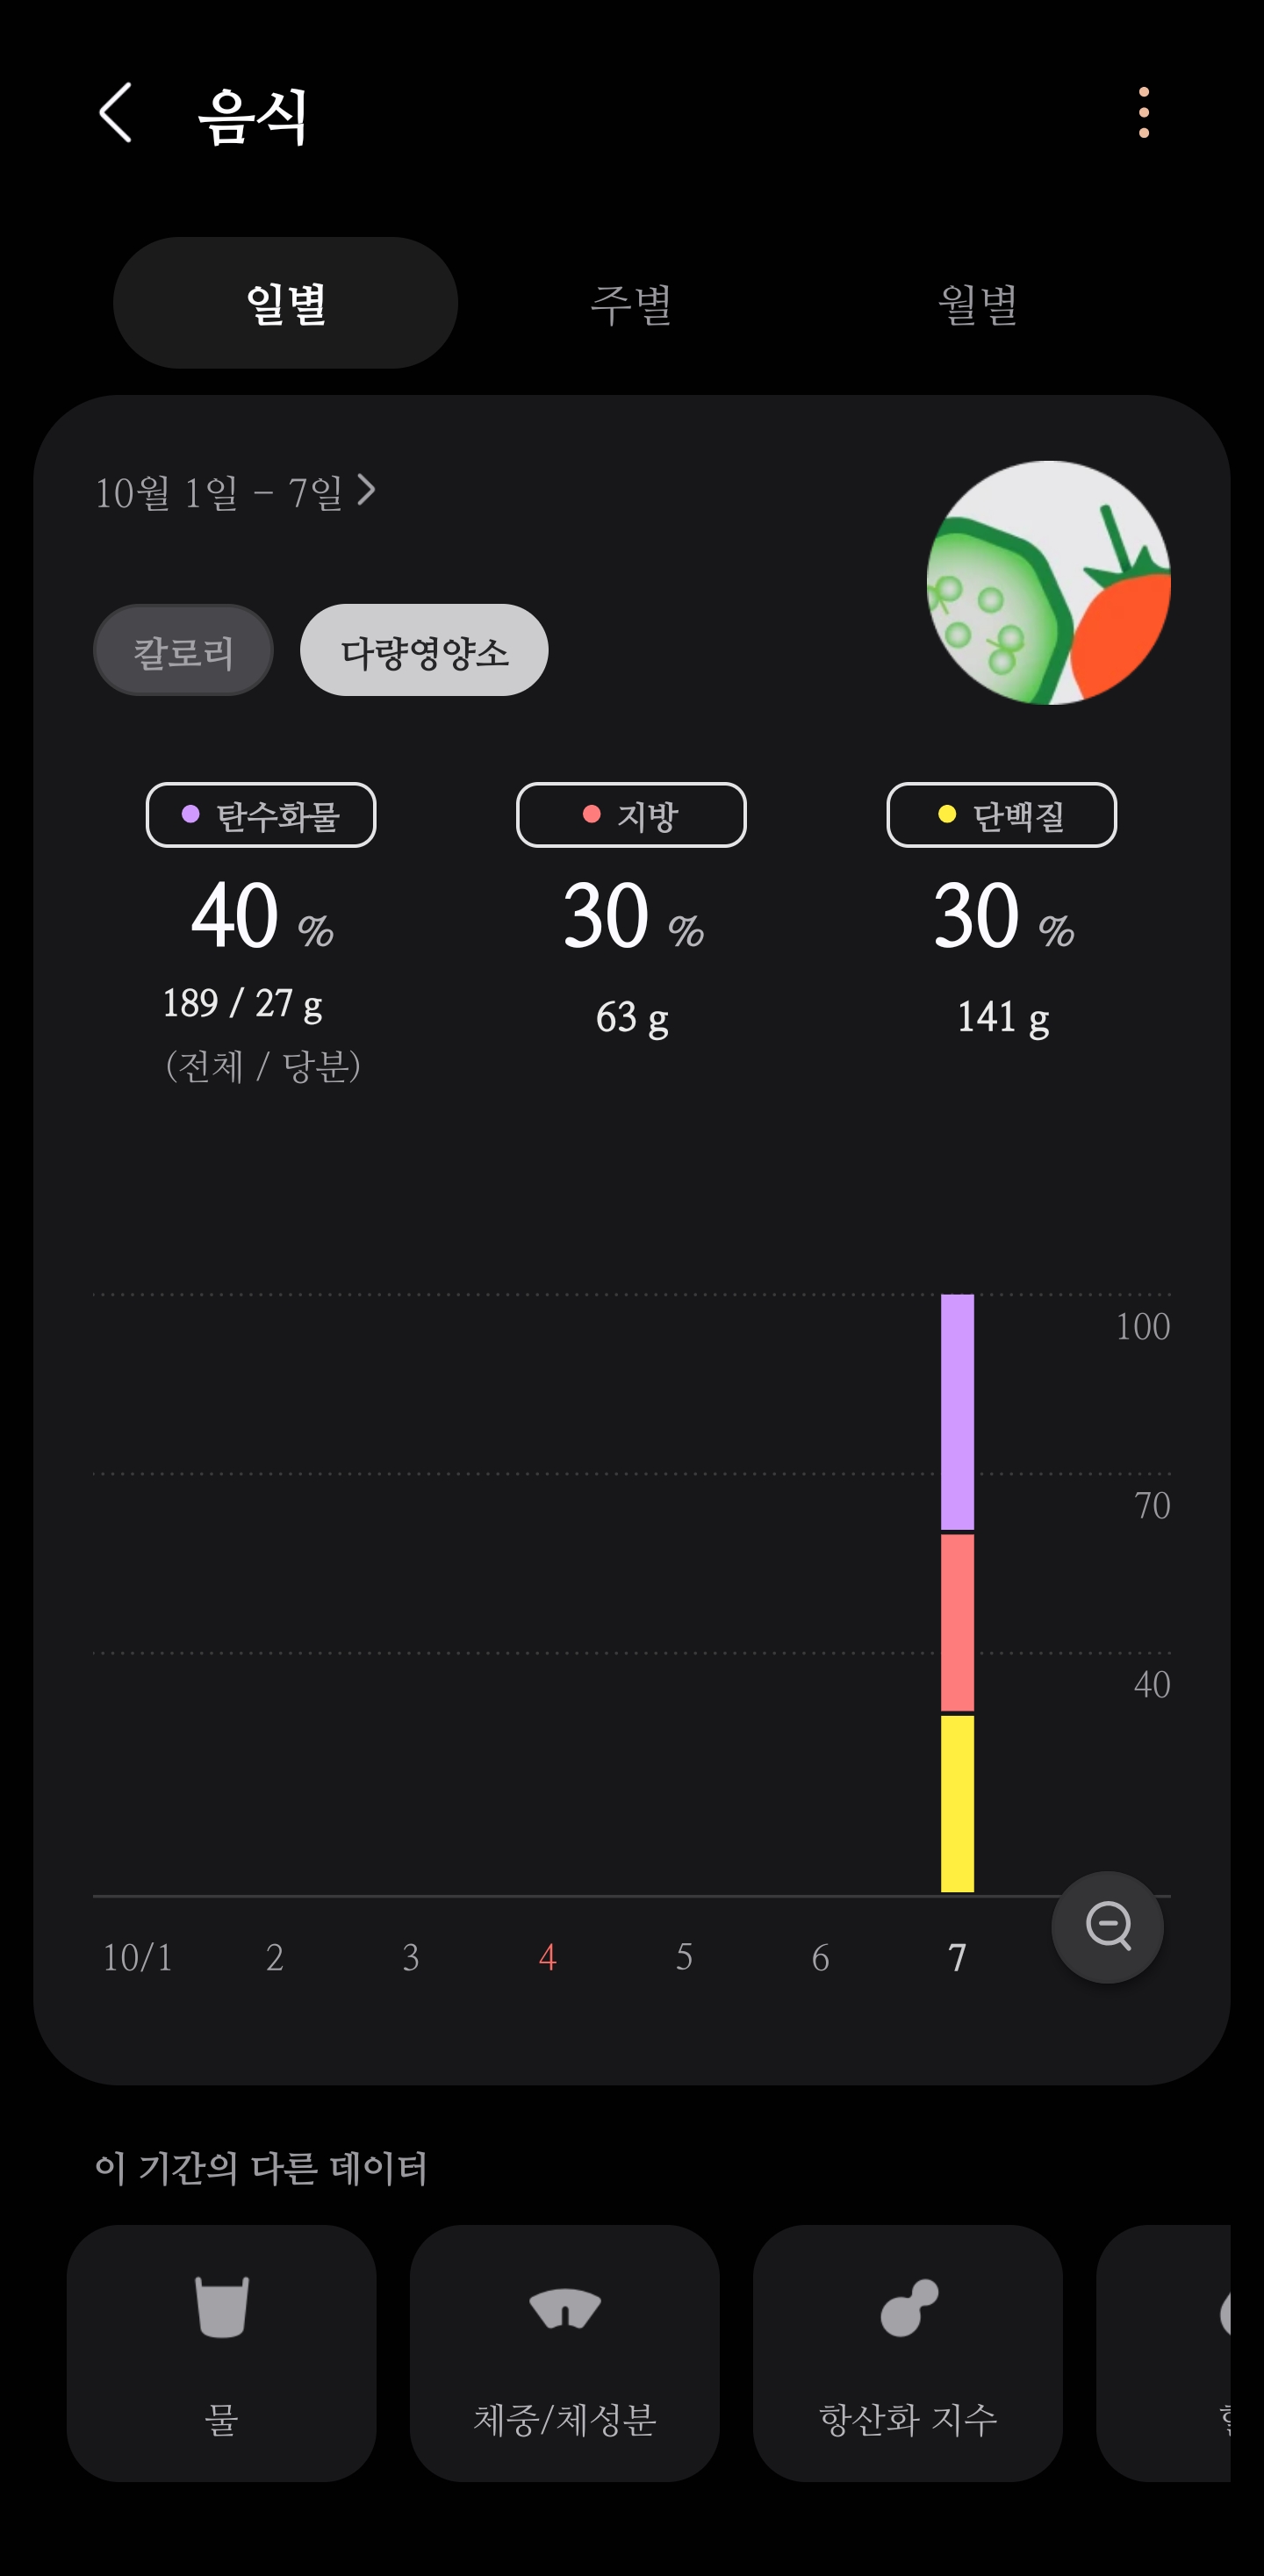 음식
일별 주별 월별
10월 1일 - 7일
칼로리 다량영양소
탄수화물 지방 단백질
40 % 30 % 30 %
189 / 27 g 63 g 141 g
(전체 / 당분)
100
70
40
10/1 2 3 4 5 6 7
이 기간의 다른 데이터
물 체중/체성분 항산화 지수